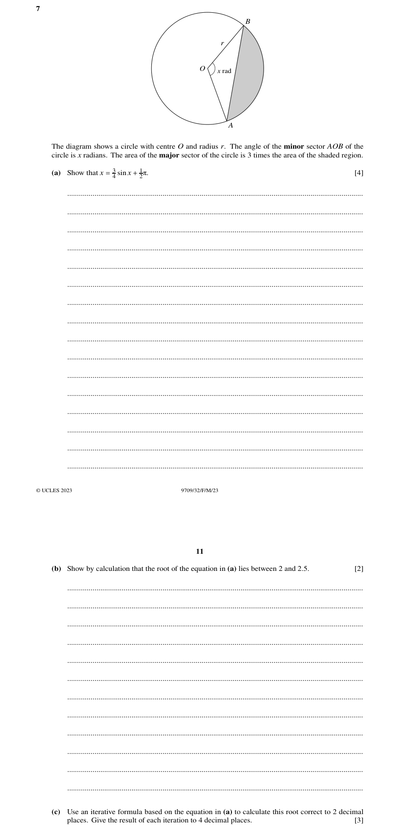 7
B
r
O
x rad
A
The diagram shows a circle with centre O and radius r. The angle of the minor sector AOB of the
circle is x radians. The area of the major sector of the circle is 3 times the area of the shaded region.
(a) Show that x = 3/4 sin x + 1/2 π. [4]
© UCLES 2023 9709/32/F/M/23
11
(b) Show by calculation that the root of the equation in (a) lies between 2 and 2.5. [2]
(c) Use an iterative formula based on the equation in (a) to calculate this root correct to 2 decimal
places. Give the result of each iteration to 4 decimal places. [3]